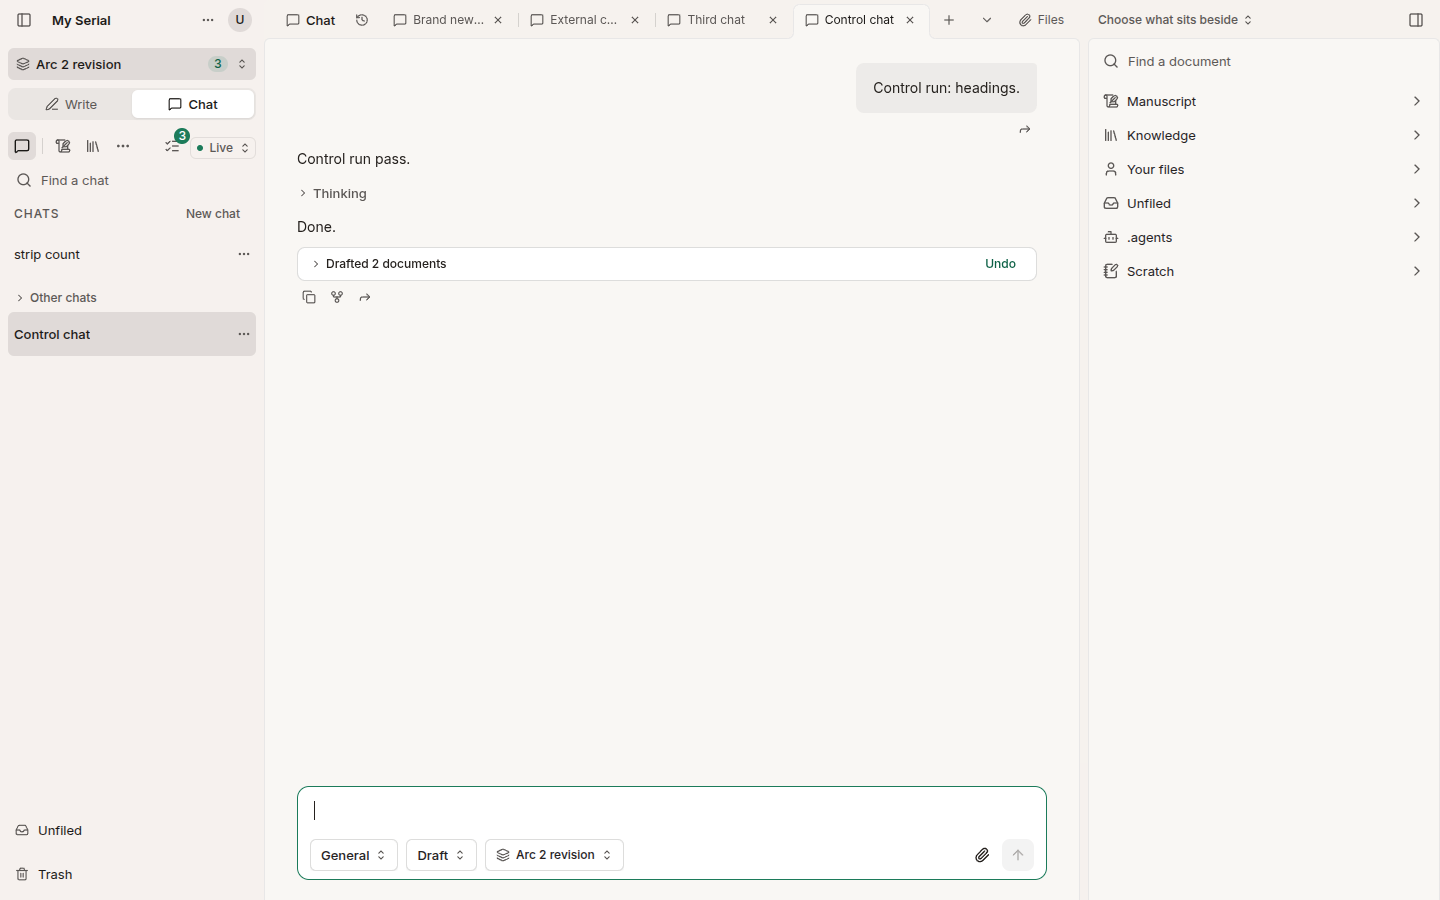 My Serial
U
Arc 2 revision
3
Write
Chat
3
Live
Find a chat
CHATS
New chat
strip count
Other chats
Control chat
Unfiled
Trash
Chat
Brand new...
External c...
Third chat
Control chat
Files
Control run: headings.
Control run pass.
Thinking
Done.
Drafted 2 documents
Undo
General
Draft
Arc 2 revision
Choose what sits beside
Find a document
Manuscript
Knowledge
Your files
Unfiled
.agents
Scratch